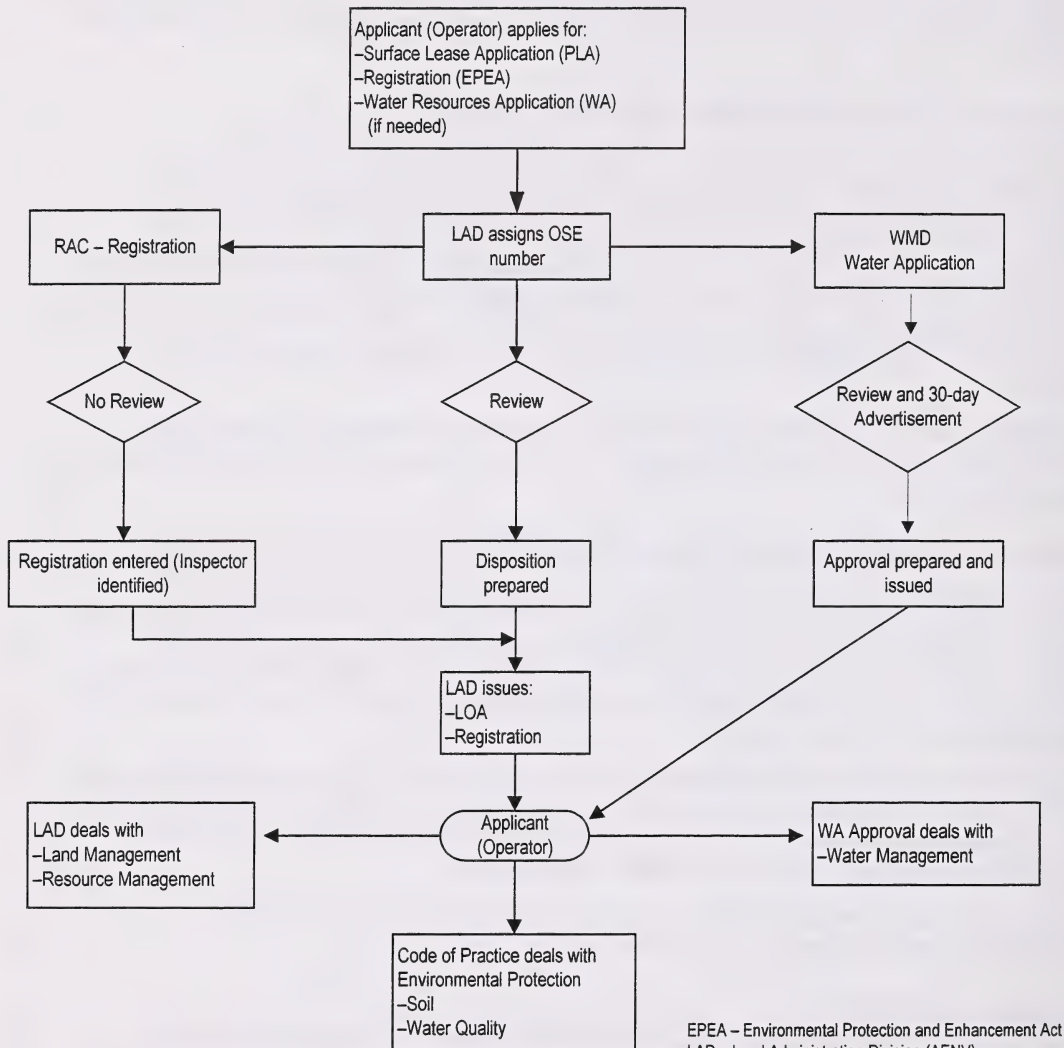 Applicant (Operator) applies for:
–Surface Lease Application (PLA)
–Registration (EPEA)
–Water Resources Application (WA)
(if needed)
RAC – Registration
LAD assigns OSE
number
WMD
Water Application
No Review
Review
Review and 30-day
Advertisement
Registration entered (Inspector
identified)
Disposition
prepared
Approval prepared and
issued
LAD issues:
–LOA
–Registration
LAD deals with
–Land Management
–Resource Management
Applicant
(Operator)
WA Approval deals with
–Water Management
Code of Practice deals with
Environmental Protection
–Soil
–Water Quality
EPEA – Environmental Protection and Enhancement Act